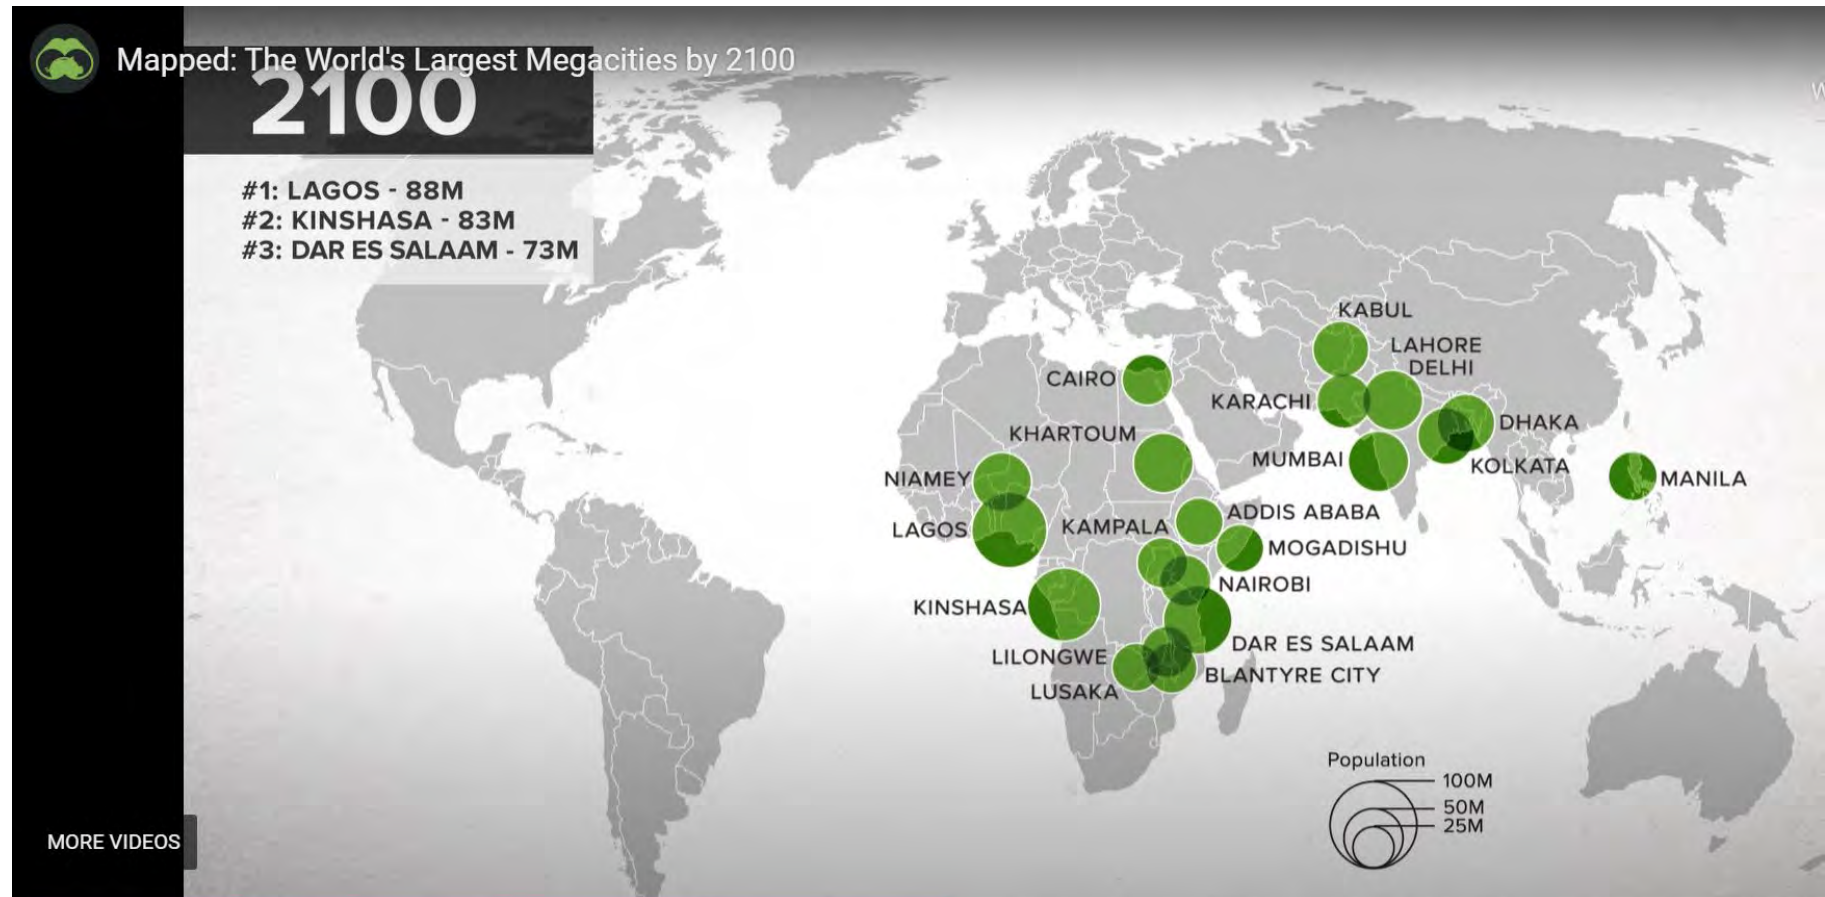 Mapped: The World's Largest Megacities by 2100
2100
#1: LAGOS - 88M
#2: KINSHASA - 83M
#3: DAR ES SALAAM - 73M
KABUL
LAHORE
DELHI
CAIRO
KARACHI
DHAKA
KHARTOUM
MUMBAI
KOLKATA
NIAMEY
MANILA
ADDIS ABABA
LAGOS
KAMPALA
MOGADISHU
NAIROBI
KINSHASA
DAR ES SALAAM
LILONGWE
BLANTYRE CITY
LUSAKA
Population
100M
50M
25M
MORE VIDEOS